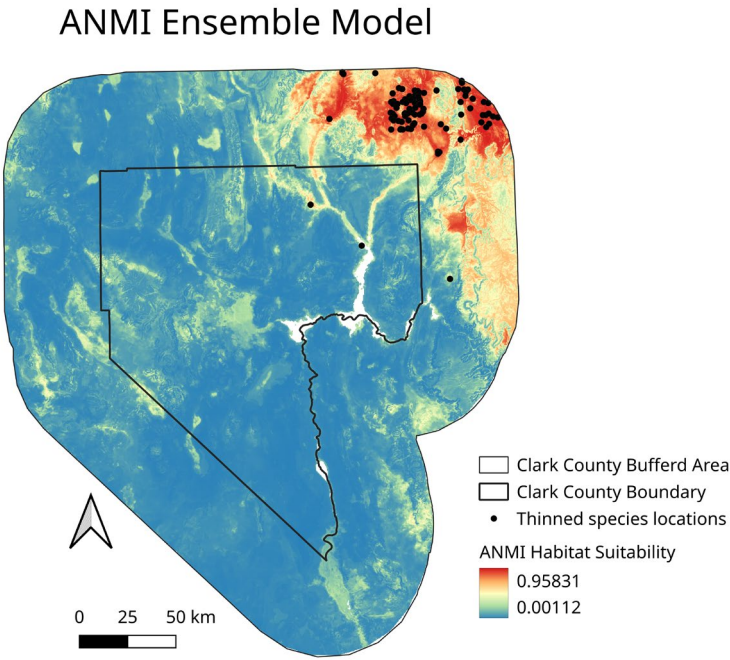 ANMI Ensemble Model
Clark County Bufferd Area
Clark County Boundary
Thinned species locations
ANMI Habitat Suitability
0.95831
0.00112
0 25 50 km